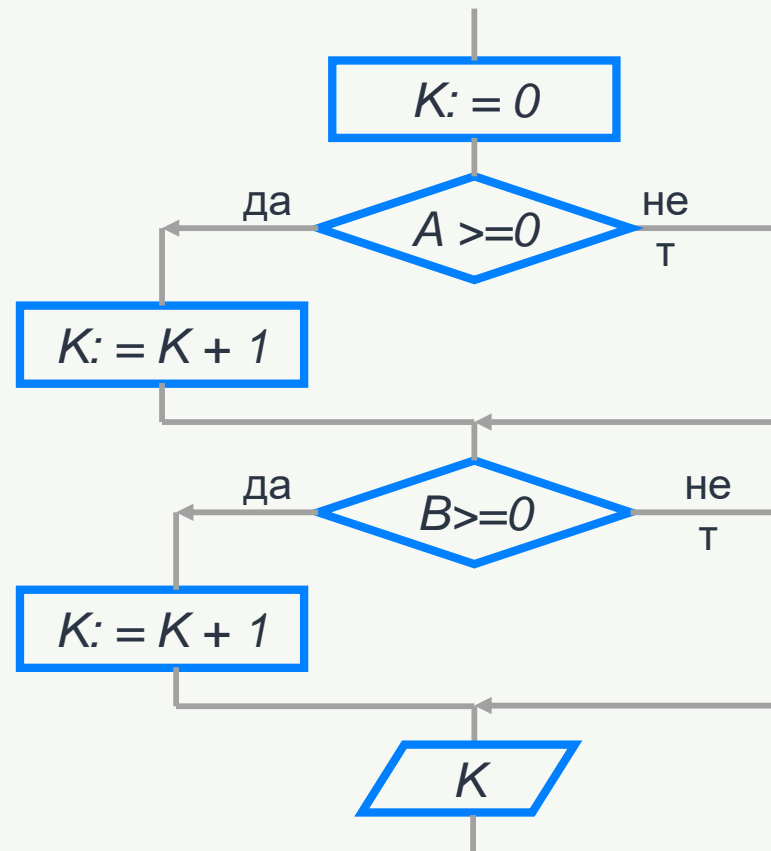 K: = 0
да
A >=0
не
т
K: = K + 1
да
B>=0
не
т
K: = K + 1
K